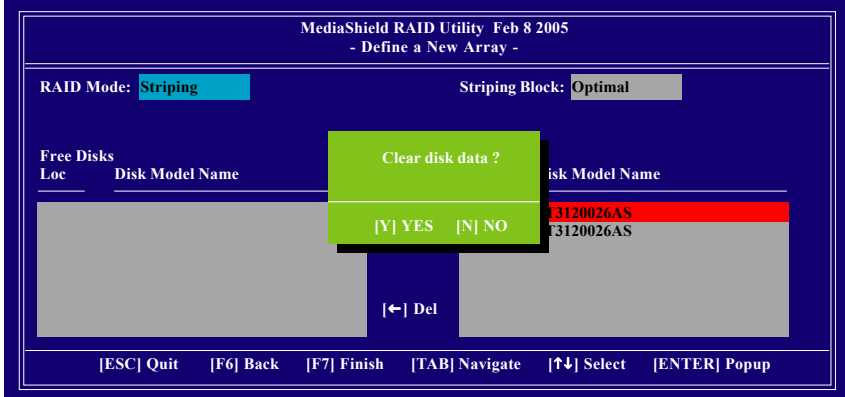 MediaShield RAID Utility Feb 8 2005
- Define a New Array -
RAID Mode: Striping
Striping Block: Optimal
Free Disks
Loc Disk Model Name
isk Model Name
Clear disk data ?
[Y] YES [N] NO
T3120026AS
T3120026AS
[←] Del
[ESC] Quit [F6] Back [F7] Finish [TAB] Navigate [↑↓] Select [ENTER] Popup